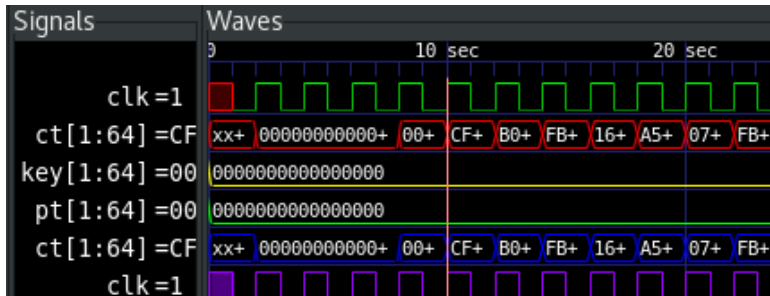 Signals Waves
0 10 sec 20 sec
clk=1
ct[1:64]=CF xx+ 00000000000+ 00+ CF+ B0+ FB+ 16+ A5+ 07+ FB+
key[1:64]=00 0000000000000000
pt[1:64]=00 0000000000000000
ct[1:64]=CF xx+ 00000000000+ 00+ CF+ B0+ FB+ 16+ A5+ 07+ FB+
clk=1